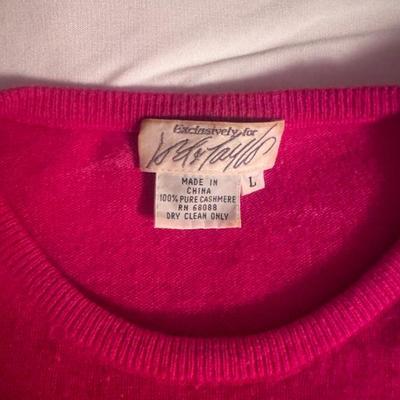 Exclusively for
Lord & Taylor
L
MADE IN
CHINA
100% PURE CASHMERE
RN 68088
DRY CLEAN ONLY